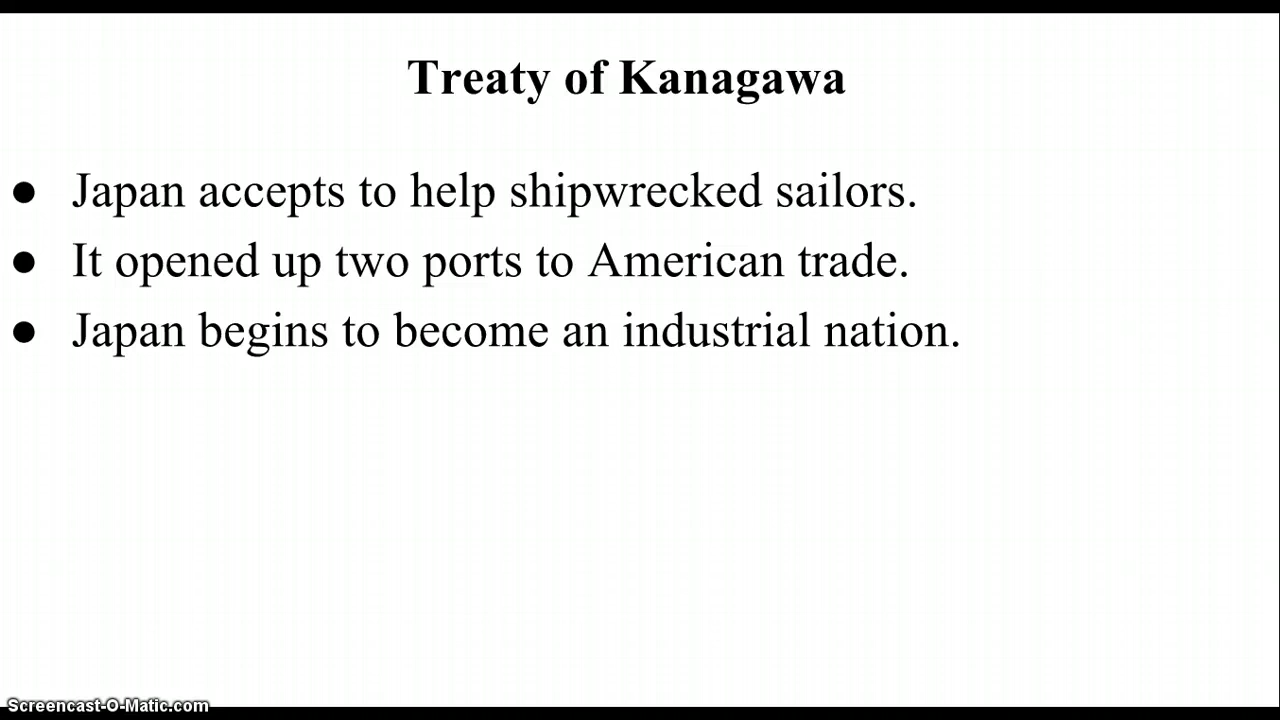 Treaty of Kanagawa
● Japan accepts to help shipwrecked sailors.
● It opened up two ports to American trade.
● Japan begins to become an industrial nation.
Screencast-O-Matic.com